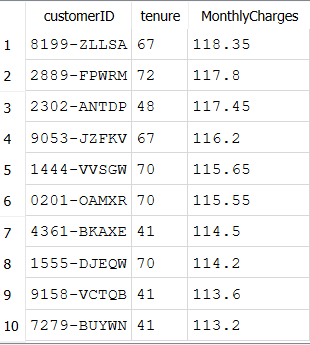 customerID tenure MonthlyCharges
1 8199-ZLLSA 67 118.35
2 2889-FPWRM 72 117.8
3 2302-ANTDP 48 117.45
4 9053-JZFKV 67 116.2
5 1444-VVSGW 70 115.65
6 0201-OAMXR 70 115.55
7 4361-BKAXE 41 114.5
8 1555-DJEQW 70 114.2
9 9158-VCTQB 41 113.6
10 7279-BUYWN 41 113.2